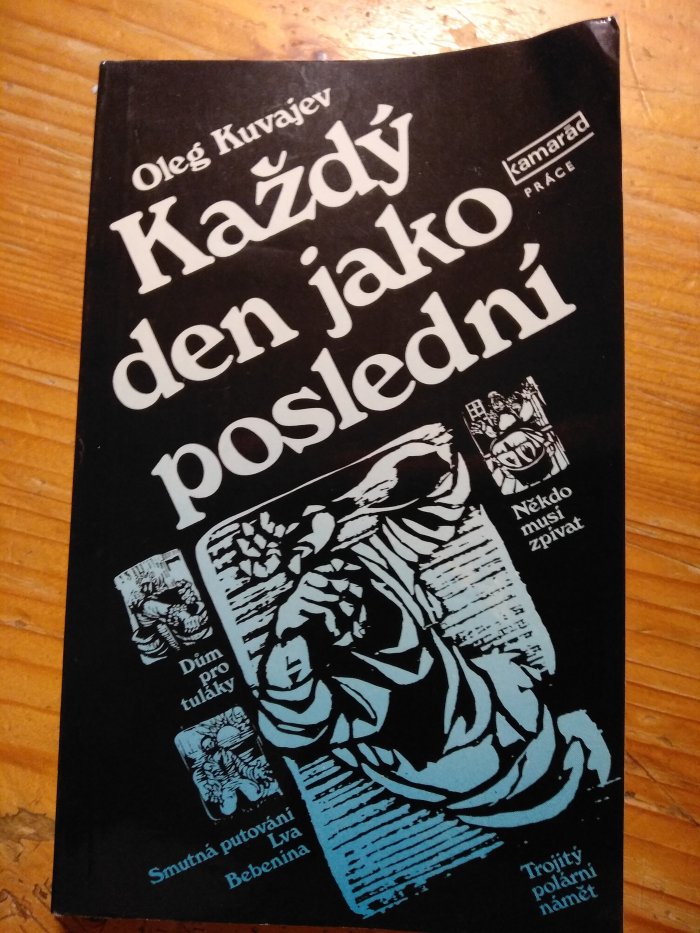 Oleg Kuvajev
Každý
den jako
poslední
kamarád
PRÁCE
Někdo
musí
zpívat
Dům
pro
tuláky
Smutná putování
Lva
Bebenina
Trojitý
polární
námět